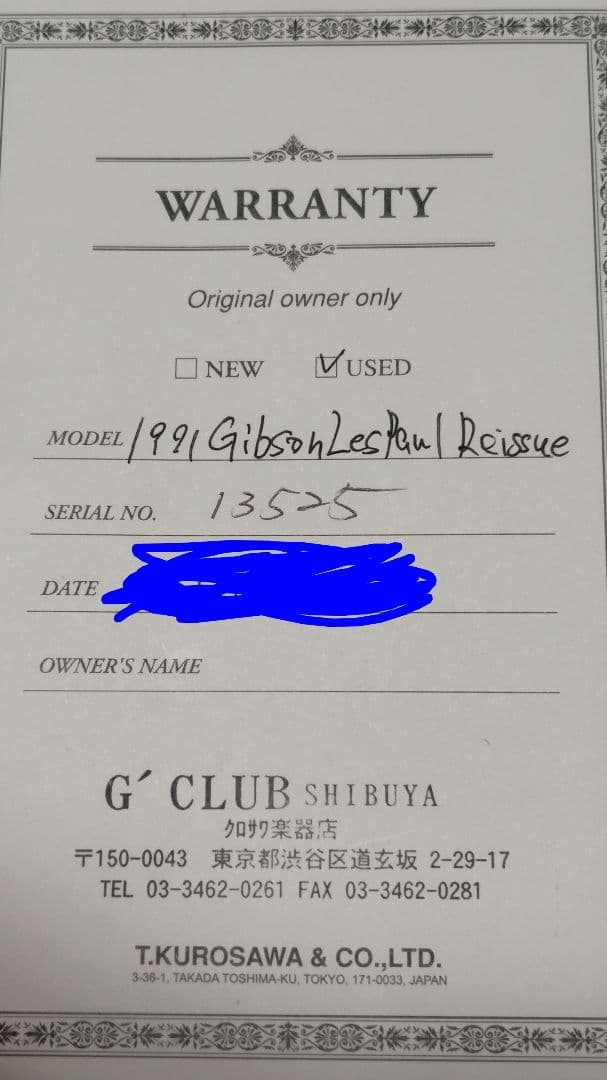 WARRANTY
Original owner only
NEW USED
MODEL 1991 Gibson Les Paul Reissue
SERIAL NO. 13525
DATE
OWNER'S NAME
G' CLUB SHIBUYA
クロサワ楽器店
〒150-0043 東京都渋谷区道玄坂 2-29-17
TEL 03-3462-0261 FAX 03-3462-0281
T.KUROSAWA & CO.,LTD.
3-36-1, TAKADA TOSHIMA-KU, TOKYO, 171-0033, JAPAN